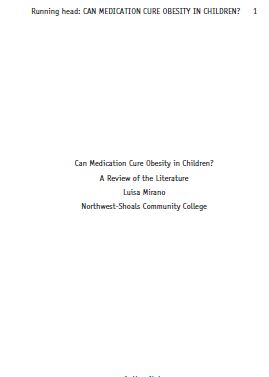 Running head: CAN MEDICATION CURE OBESITY IN CHILDREN? 1
Can Medication Cure Obesity in Children?
A Review of the Literature
Luisa Mirano
Northwest-Shoals Community College